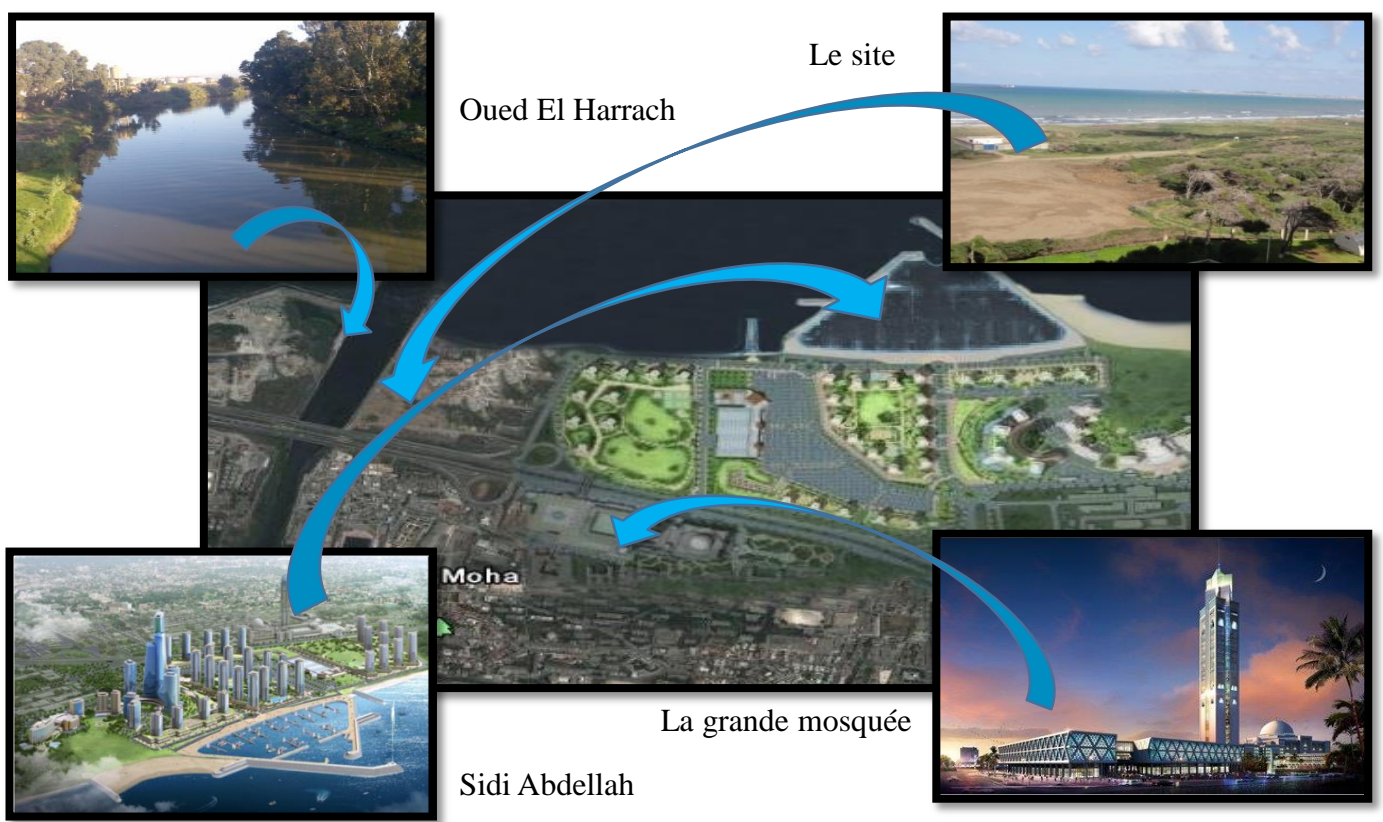 Le site
Oued El Harrach
Moha
La grande mosquée
Sidi Abdellah